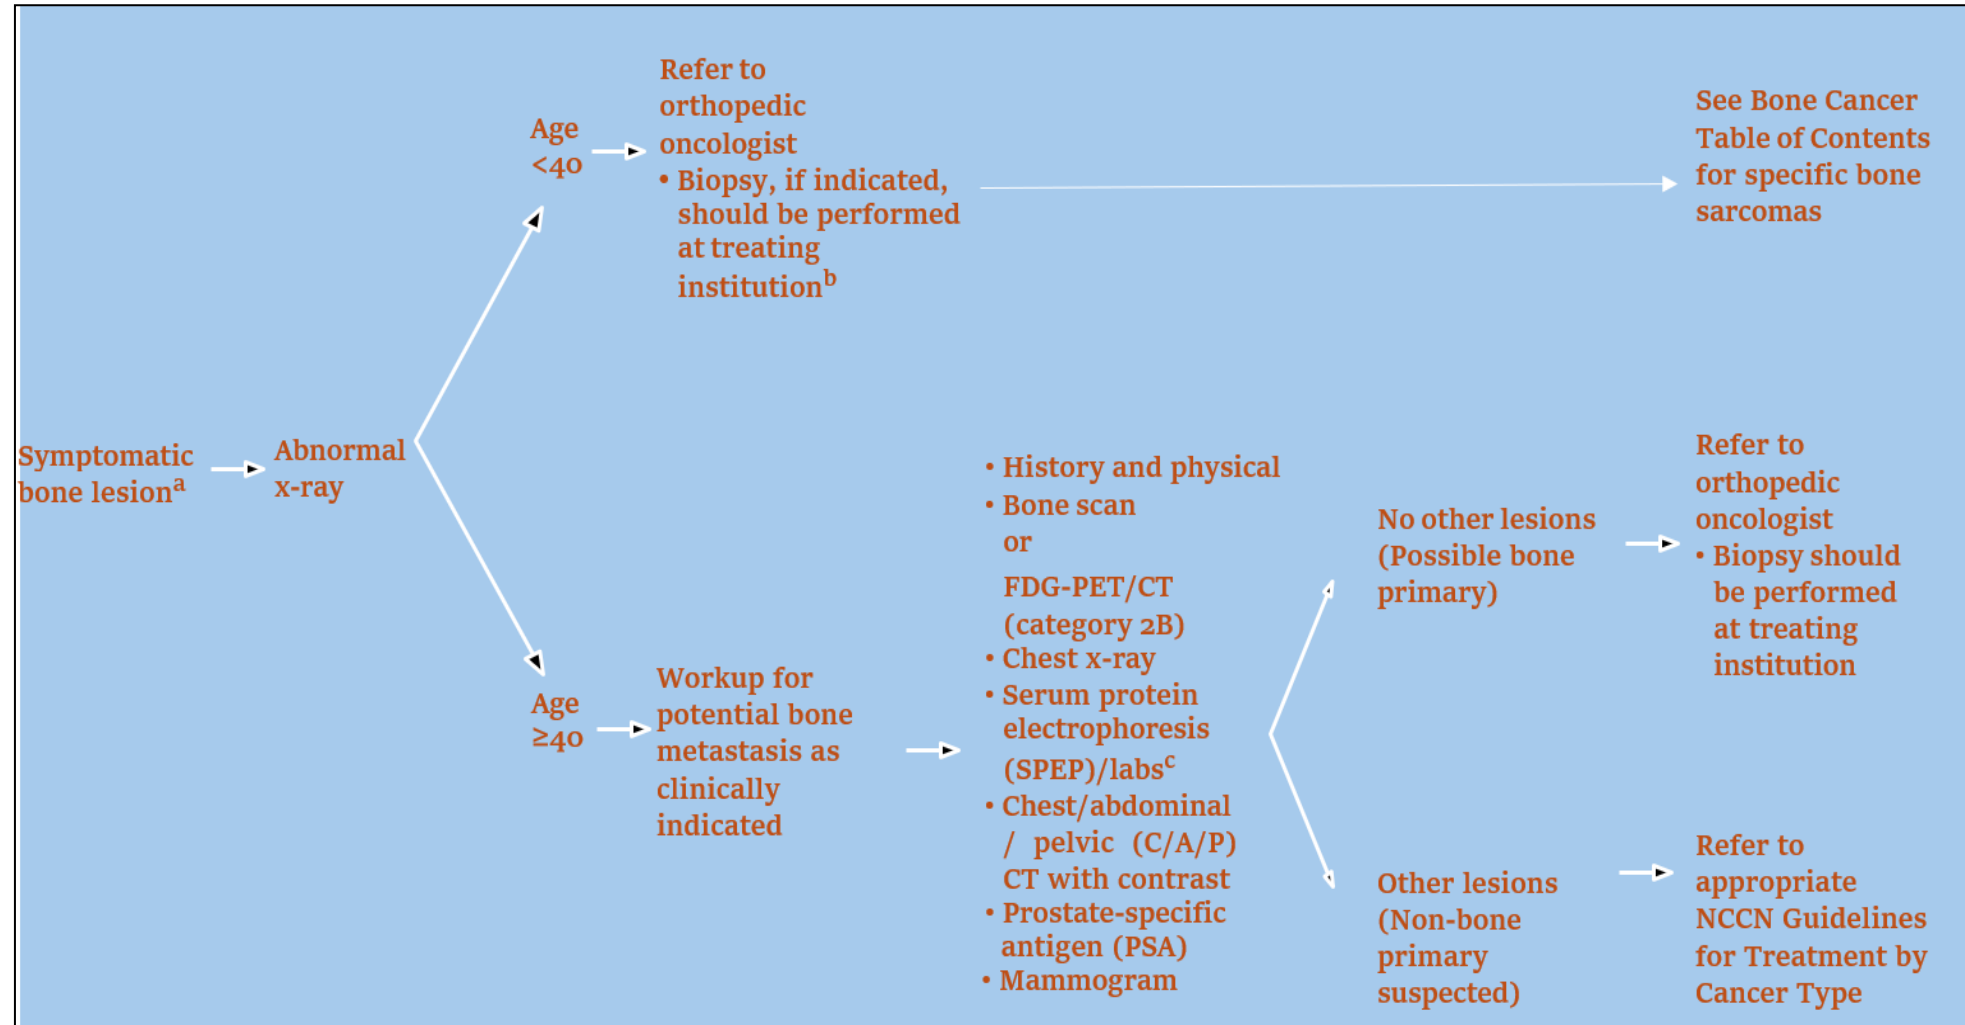 Symptomatic
bone lesionᵃ
Abnormal
x-ray
Age
<40
Refer to
orthopedic
oncologist
• Biopsy, if indicated,
should be performed
at treating
institutionᵇ
See Bone Cancer
Table of Contents
for specific bone
sarcomas
Age
≥40
Workup for
potential bone
metastasis as
clinically
indicated
• History and physical
• Bone scan
or
FDG-PET/CT
(category 2B)
• Chest x-ray
• Serum protein
electrophoresis
(SPEP)/labsᶜ
• Chest/abdominal
/ pelvic (C/A/P)
CT with contrast
• Prostate-specific
antigen (PSA)
• Mammogram
No other lesions
(Possible bone
primary)
Refer to
orthopedic
oncologist
• Biopsy should
be performed
at treating
institution
Other lesions
(Non-bone
primary
suspected)
Refer to
appropriate
NCCN Guidelines
for Treatment by
Cancer Type